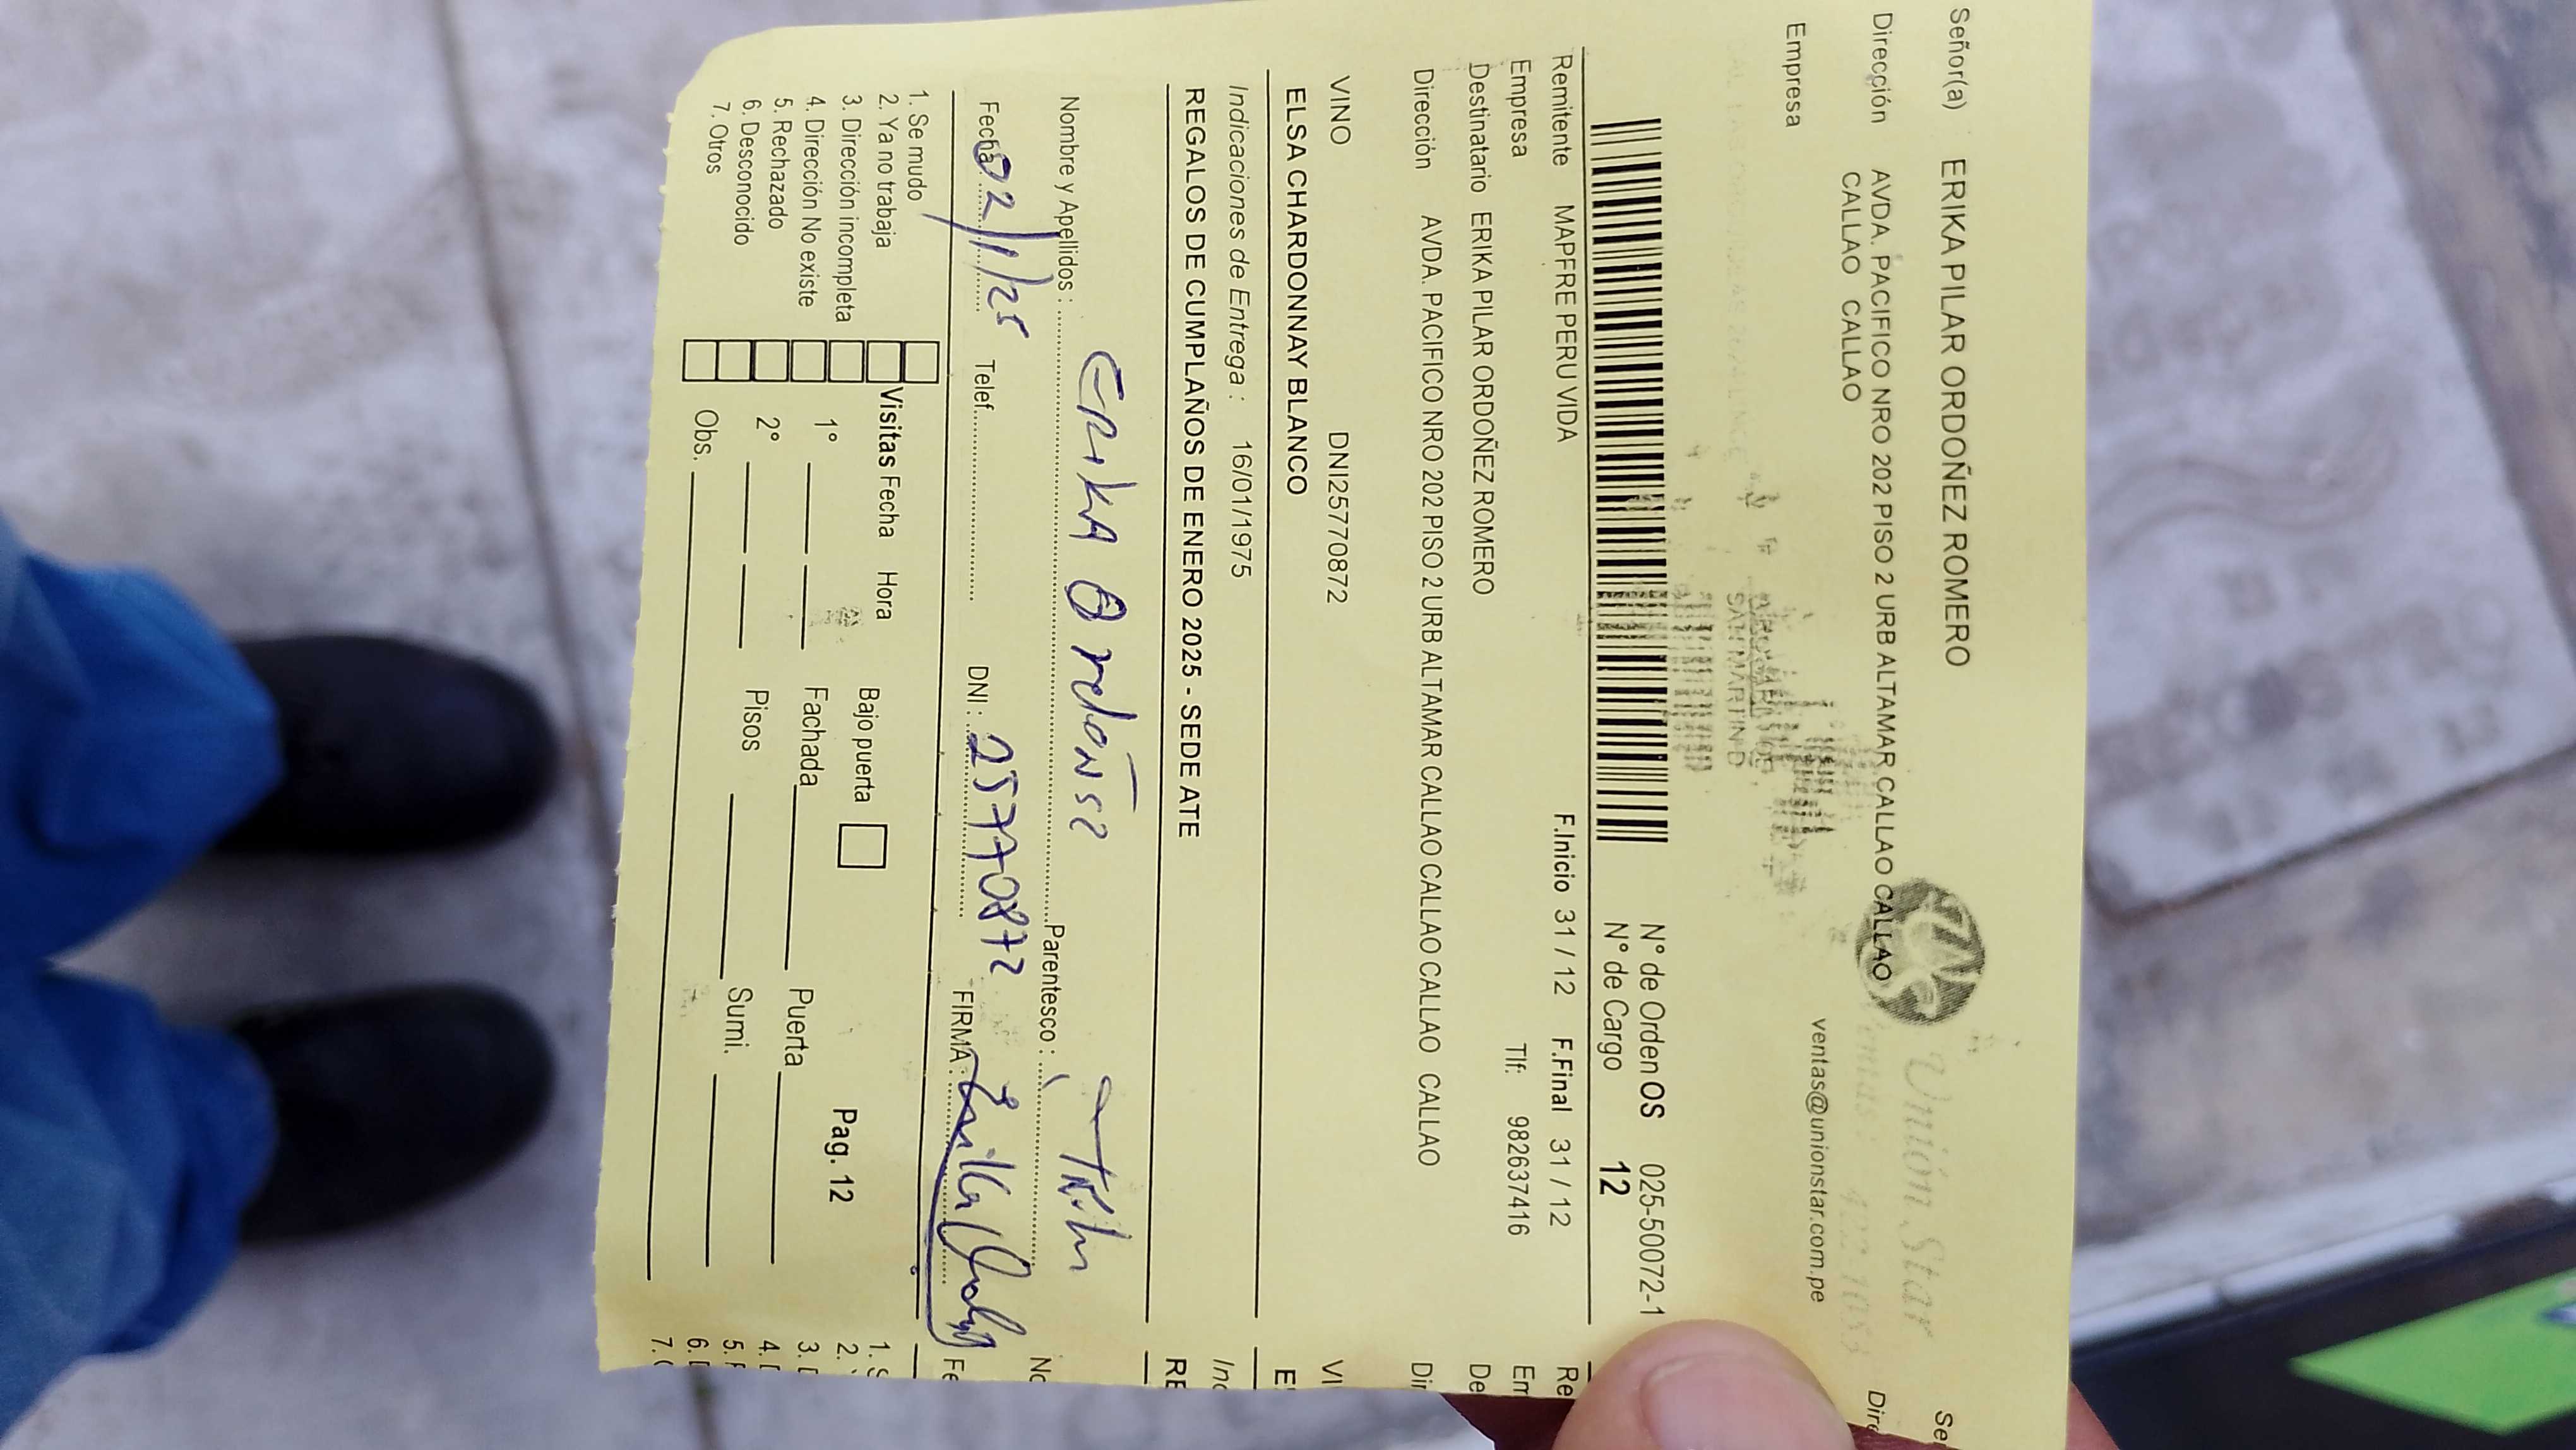 Señor(a) ERIKA PILAR ORDOÑEZ ROMERO
Dirección AVDA. PACIFICO NRO 202 PISO 2 URB ALTAMAR CALLAO CALLAO
CALLAO CALLAO
Unión Star
Empresa
ventas@unionstar.com.pe
N° de Orden OS 025-50072-1
N° de Cargo 12
Remitente MAPFRE PERU VIDA F.Inicio 31 / 12 F.Final 31 / 12
Empresa Tlf: 982637416
Destinatario ERIKA PILAR ORDOÑEZ ROMERO
Dirección AVDA. PACIFICO NRO 202 PISO 2 URB ALTAMAR CALLAO CALLAO CALLAO CALLAO CALLAO
VINO DNI25770872
ELSA CHARDONNAY BLANCO
Indicaciones de Entrega : 16/01/1975
REGALOS DE CUMPLAÑOS DE ENERO 2025 - SEDE ATE
Nombre y Apellidos : Erika Ordoñez Parentesco :
Fecha 02/1/25 Telef. DNI : 25770872 FIRMA:
1. Se mudo
2. Ya no trabaja Visitas Fecha Hora Bajo puerta
3. Dirección incompleta 1° Fachada Puerta Pag. 12
4. Dirección No existe
5. Rechazado 2° Pisos Sumi.
6. Desconocido
7. Otros Obs.